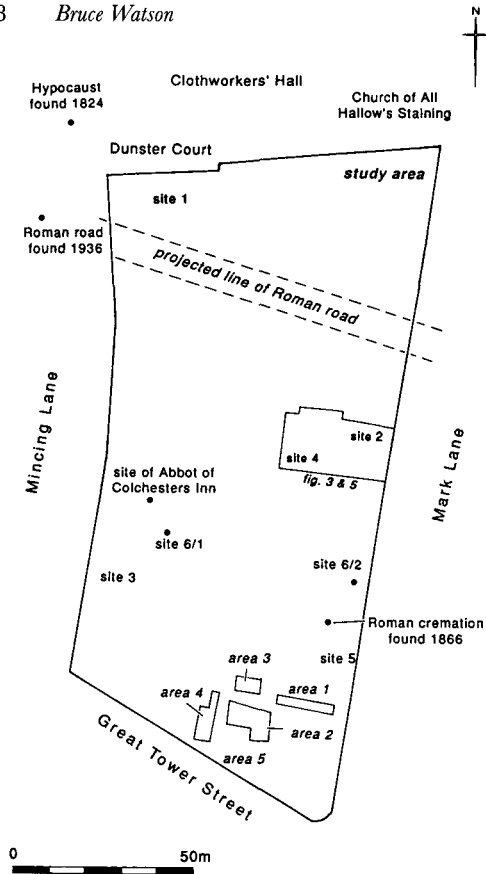 3 Bruce Watson
N
Clothworkers' Hall
Hypocaust
found 1824
Church of All
Hallow's Staining
Dunster Court
study area
site 1
Roman road
found 1936
projected line of Roman road
Mincing Lane
Mark Lane
site 2
site 4
fig. 3 & 5
site of Abbot of
Colchesters Inn
site 6/1
site 3
site 6/2
Roman cremation
found 1866
site 5
area 3
area 1
area 4
area 2
area 5
Great Tower Street
0 50m